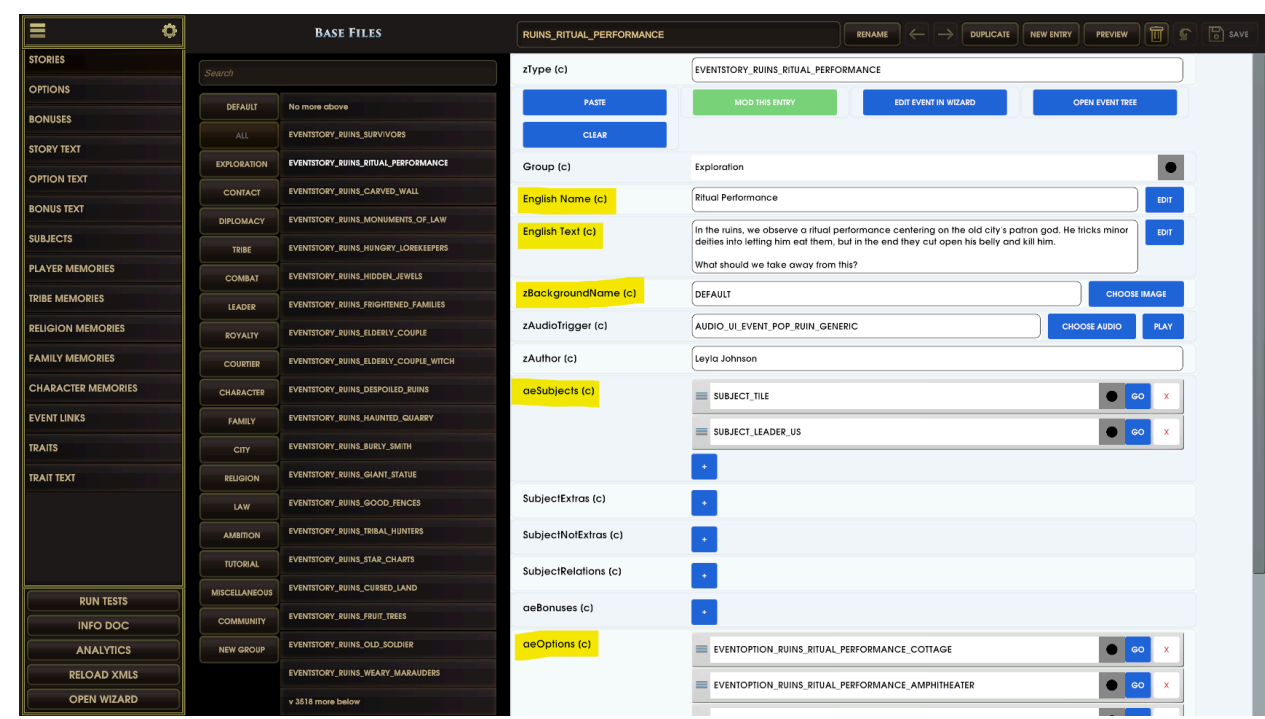 BASE FILES
RUINS_RITUAL_PERFORMANCE
RENAME
DUPLICATE
NEW ENTRY
PREVIEW
SAVE
STORIES
OPTIONS
BONUSES
STORY TEXT
OPTION TEXT
BONUS TEXT
SUBJECTS
PLAYER MEMORIES
TRIBE MEMORIES
RELIGION MEMORIES
FAMILY MEMORIES
CHARACTER MEMORIES
EVENT LINKS
TRAITS
TRAIT TEXT
RUN TESTS
INFO DOC
ANALYTICS
RELOAD XMLS
OPEN WIZARD
Search
DEFAULT
ALL
EXPLORATION
CONTACT
DIPLOMACY
TRIBE
COMBAT
LEADER
ROYALTY
COURTIER
CHARACTER
FAMILY
CITY
RELIGION
LAW
AMBITION
TUTORIAL
MISCELLANEOUS
COMMUNITY
NEW GROUP
No more above
EVENTSTORY_RUINS_SURVIVORS
EVENTSTORY_RUINS_RITUAL_PERFORMANCE
EVENTSTORY_RUINS_CARVED_WALL
EVENTSTORY_RUINS_MONUMENTS_OF_LAW
EVENTSTORY_RUINS_HUNGRY_LOREKEEPERS
EVENTSTORY_RUINS_HIDDEN_JEWELS
EVENTSTORY_RUINS_FRIGHTENED_FAMILIES
EVENTSTORY_RUINS_ELDERLY_COUPLE
EVENTSTORY_RUINS_ELDERLY_COUPLE_WITCH
EVENTSTORY_RUINS_DESPOILED_RUINS
EVENTSTORY_RUINS_HAUNTED_QUARRY
EVENTSTORY_RUINS_BURLY_SMITH
EVENTSTORY_RUINS_GIANT_STATUE
EVENTSTORY_RUINS_GOOD_FENCES
EVENTSTORY_RUINS_TRIBAL_HUNTERS
EVENTSTORY_RUINS_STAR_CHARTS
EVENTSTORY_RUINS_CURSED_LAND
EVENTSTORY_RUINS_FRUIT_TREES
EVENTSTORY_RUINS_OLD_SOLDIER
EVENTSTORY_RUINS_WEARY_MARAUDERS
v 3518 more below
zType (c)
EVENTSTORY_RUINS_RITUAL_PERFORMANCE
PASTE
MOD THIS ENTRY
EDIT EVENT IN WIZARD
OPEN EVENT TREE
CLEAR
Group (c)
Exploration
English Name (c)
Ritual Performance
EDIT
English Text (c)
In the ruins, we observe a ritual performance centering on the old city's patron god. He tricks minor
deities into letting him eat them, but in the end they cut open his belly and kill him.
What should we take away from this?
EDIT
zBackgroundName (c)
DEFAULT
CHOOSE IMAGE
zAudioTrigger (c)
AUDIO_UI_EVENT_POP_RUIN_GENERIC
CHOOSE AUDIO
PLAY
zAuthor (c)
Leyla Johnson
aeSubjects (c)
SUBJECT_TILE
GO
X
SUBJECT_LEADER_US
GO
X
+
SubjectExtras (c)
+
SubjectNotExtras (c)
+
SubjectRelations (c)
+
aeBonuses (c)
+
aeOptions (c)
EVENTOPTION_RUINS_RITUAL_PERFORMANCE_COTTAGE
GO
X
EVENTOPTION_RUINS_RITUAL_PERFORMANCE_AMPHITHEATER
GO
X